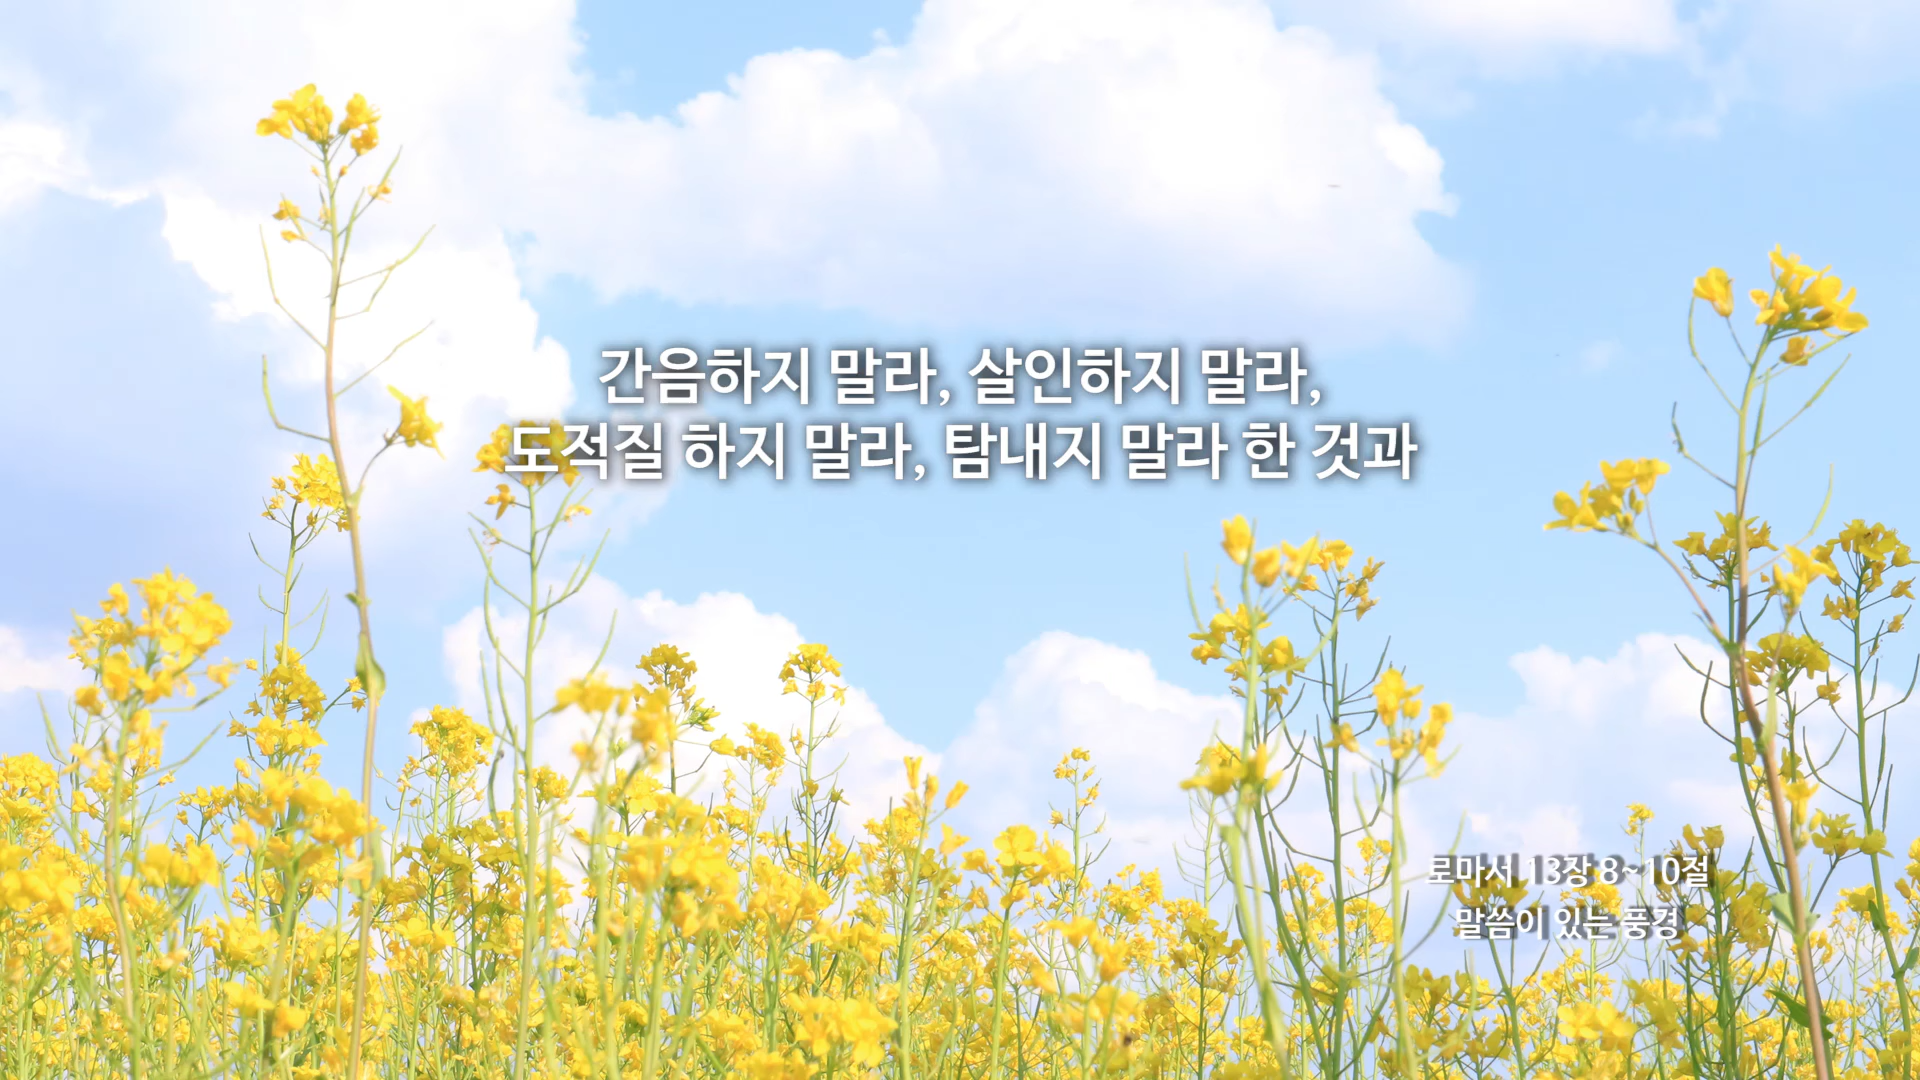 간음하지 말라, 살인하지 말라,
도적질 하지 말라, 탐내지 말라 한 것과
로마서 13장 8~10절
말씀이 있는 풍경